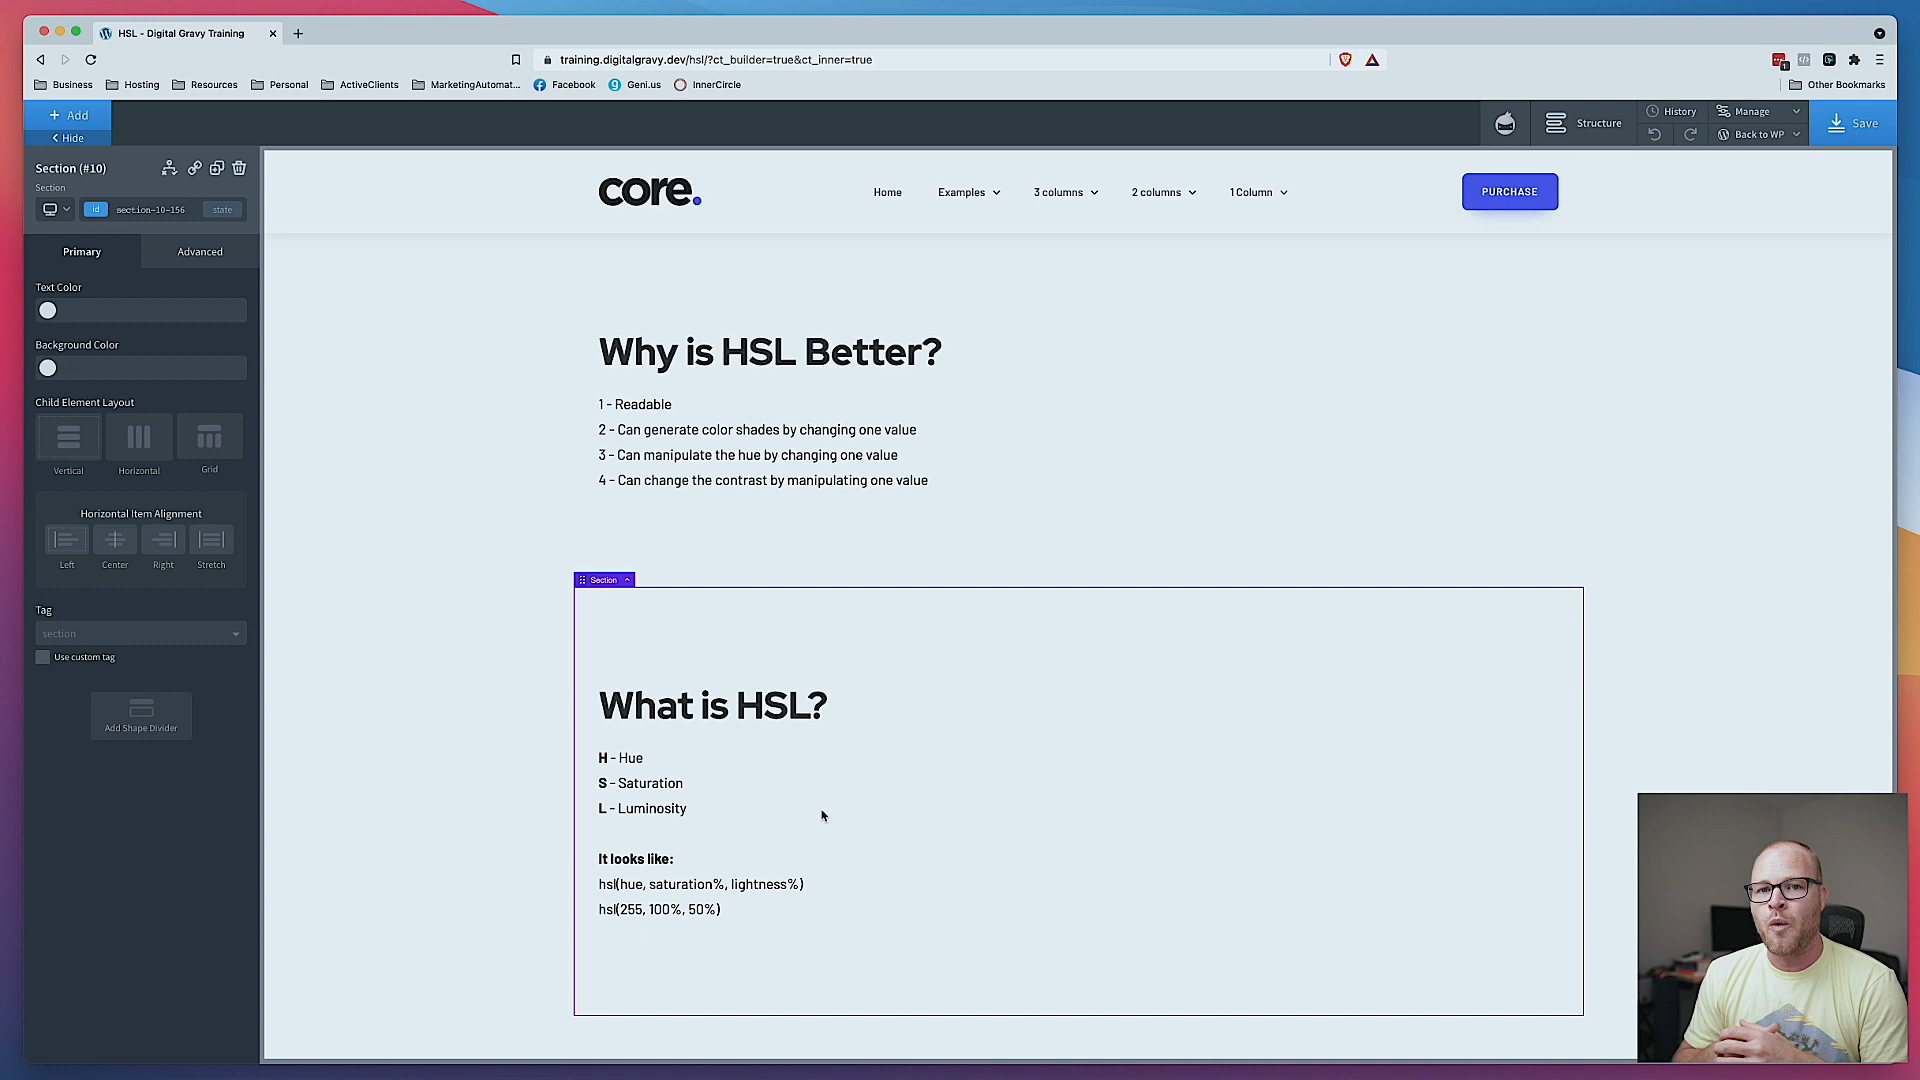 HSL - Digital Gravy Training
training.digitalgravy.dev/hsl/?ct_builder=true&ct_inner=true
Business
Hosting
Resources
Personal
ActiveClients
MarketingAutomat...
Facebook
Geni.us
InnerCircle
Other Bookmarks
+ Add
Hide
Structure
History
Manage
Back to WP
Save
Section (#10)
Section
id
section-10-156
state
Primary
Advanced
Text Color
Background Color
Child Element Layout
Vertical
Horizontal
Grid
Horizontal Item Alignment
Left
Center
Right
Stretch
Tag
section
Use custom tag
Add Shape Divider
core.
Home
Examples
3 columns
2 columns
1 Column
PURCHASE
Why is HSL Better?
1 - Readable
2 - Can generate color shades by changing one value
3 - Can manipulate the hue by changing one value
4 - Can change the contrast by manipulating one value
Section
What is HSL?
H - Hue
S - Saturation
L - Luminosity
It looks like:
hsl(hue, saturation%, lightness%)
hsl(255, 100%, 50%)